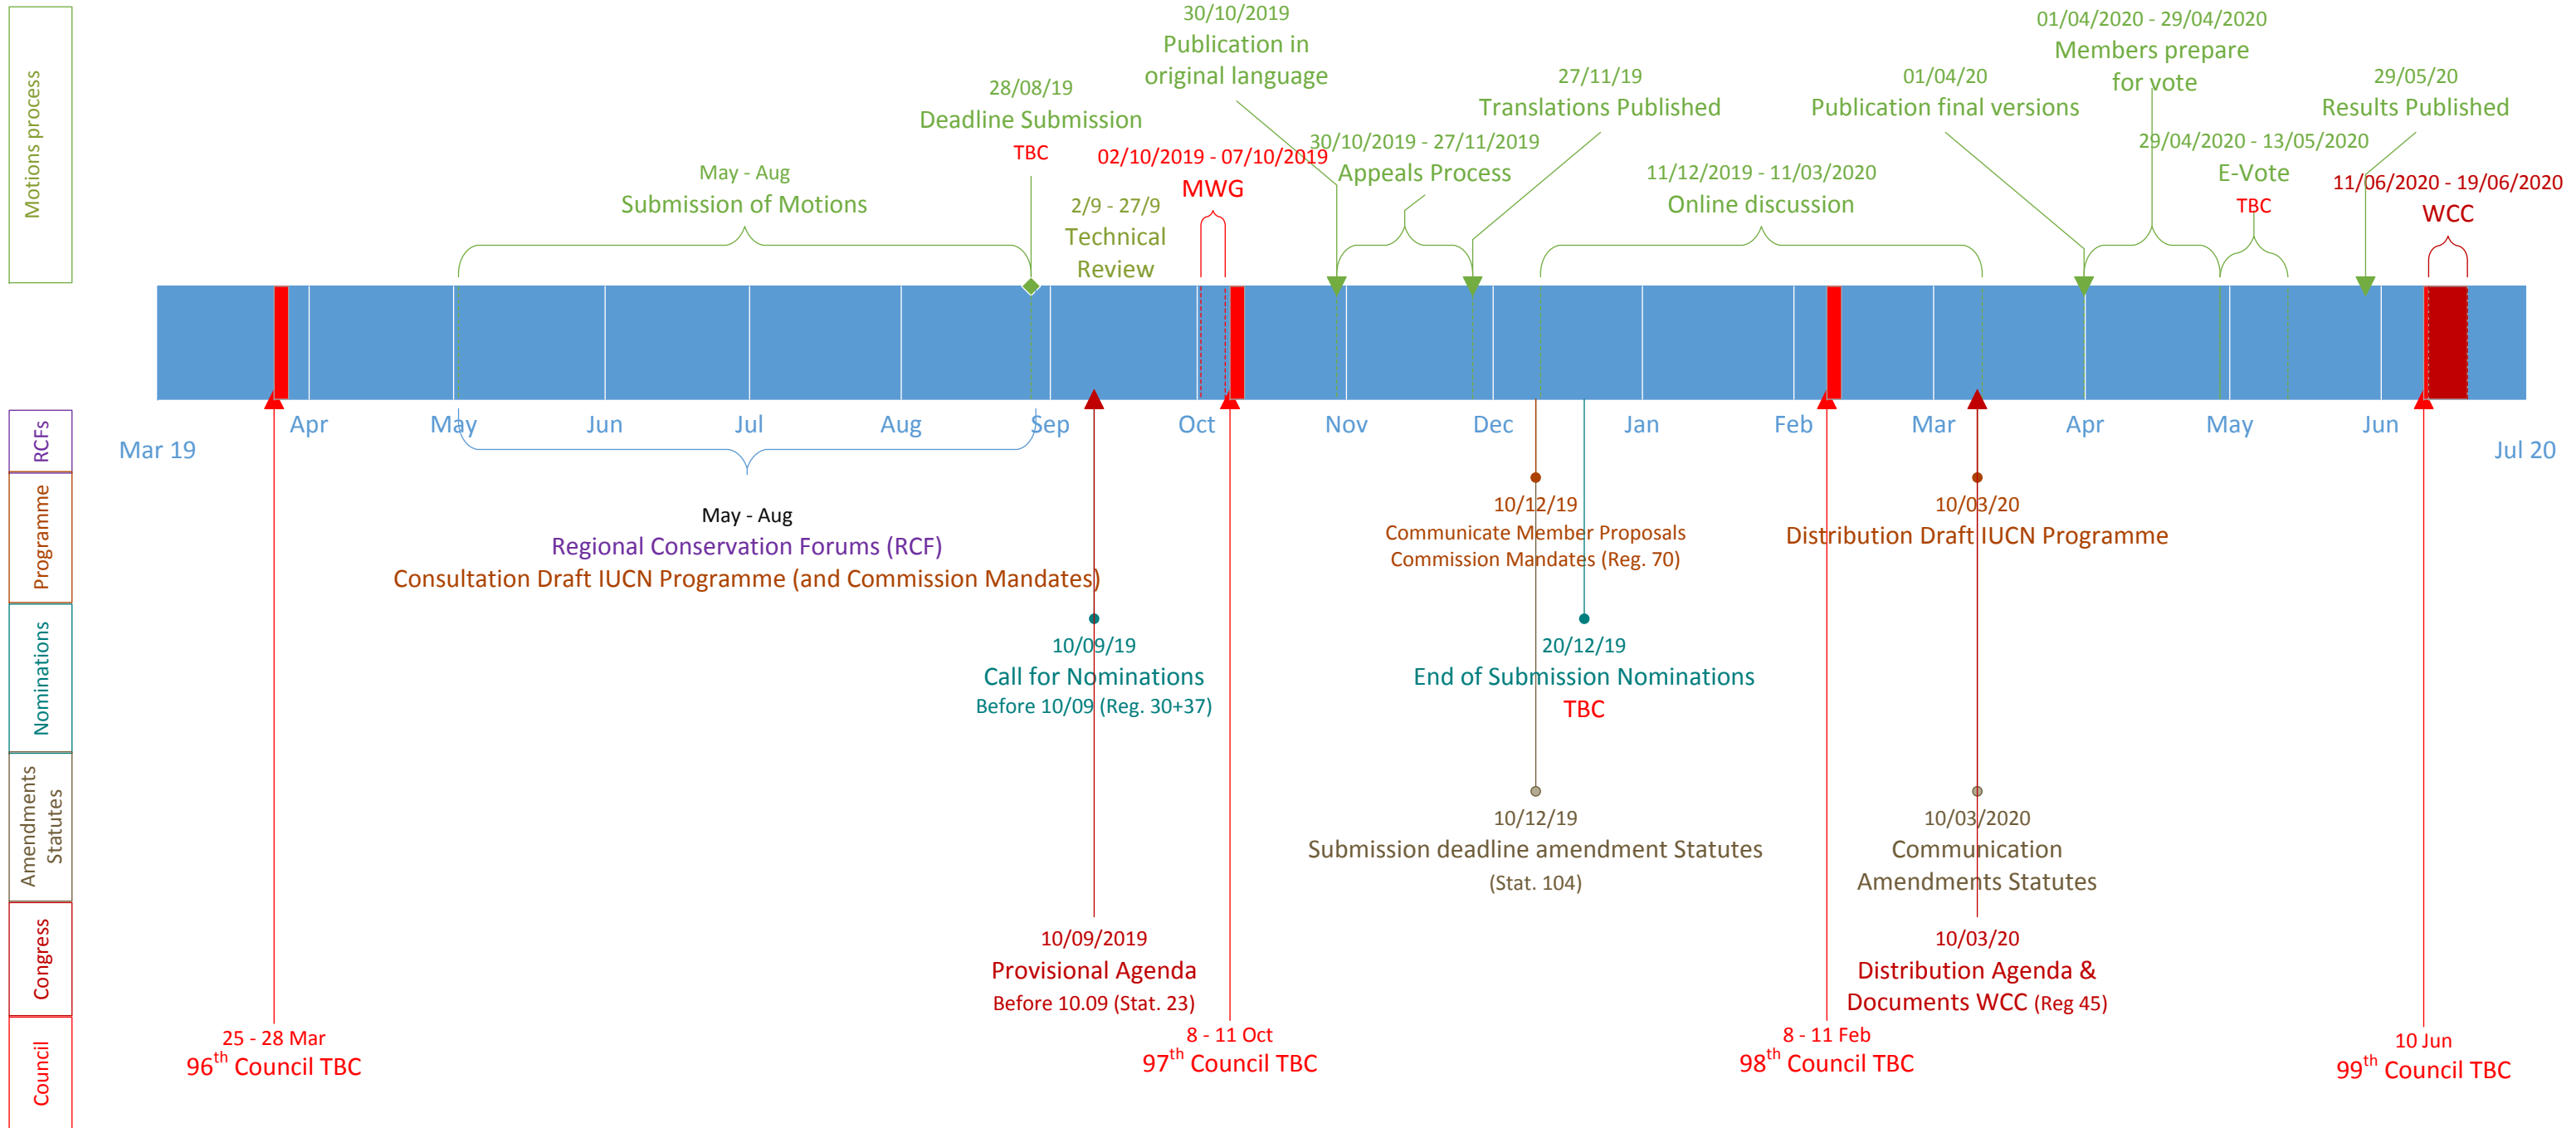 Motions process
30/10/2019
Publication in
original language
28/08/19
Deadline Submission
TBC
May - Aug
Submission of Motions
2/9 - 27/9
Technical
Review
02/10/2019 - 07/10/2019
MWG
30/10/2019 - 27/11/2019
Appeals Process
27/11/19
Translations Published
11/12/2019 - 11/03/2020
Online discussion
01/04/20
Publication final versions
01/04/2020 - 29/04/2020
Members prepare
for vote
29/04/2020 - 13/05/2020
E-Vote
TBC
29/05/20
Results Published
11/06/2020 - 19/06/2020
WCC
Mar 19
Apr
May
Jun
Jul
Aug
Sep
Oct
Nov
Dec
Jan
Feb
Mar
Apr
May
Jun
Jul 20
RCFs
Programme
May - Aug
Regional Conservation Forums (RCF)
Consultation Draft IUCN Programme (and Commission Mandates)
10/12/19
Communicate Member Proposals
Commission Mandates (Reg. 70)
10/03/20
Distribution Draft IUCN Programme
Nominations
10/09/19
Call for Nominations
Before 10/09 (Reg. 30+37)
20/12/19
End of Submission Nominations
TBC
Amendments
Statutes
10/12/19
Submission deadline amendment Statutes
(Stat. 104)
10/03/2020
Communication
Amendments Statutes
Congress
10/09/2019
Provisional Agenda
Before 10.09 (Stat. 23)
10/03/20
Distribution Agenda &
Documents WCC (Reg 45)
Council
25 - 28 Mar
96th Council TBC
8 - 11 Oct
97th Council TBC
8 - 11 Feb
98th Council TBC
10 Jun
99th Council TBC